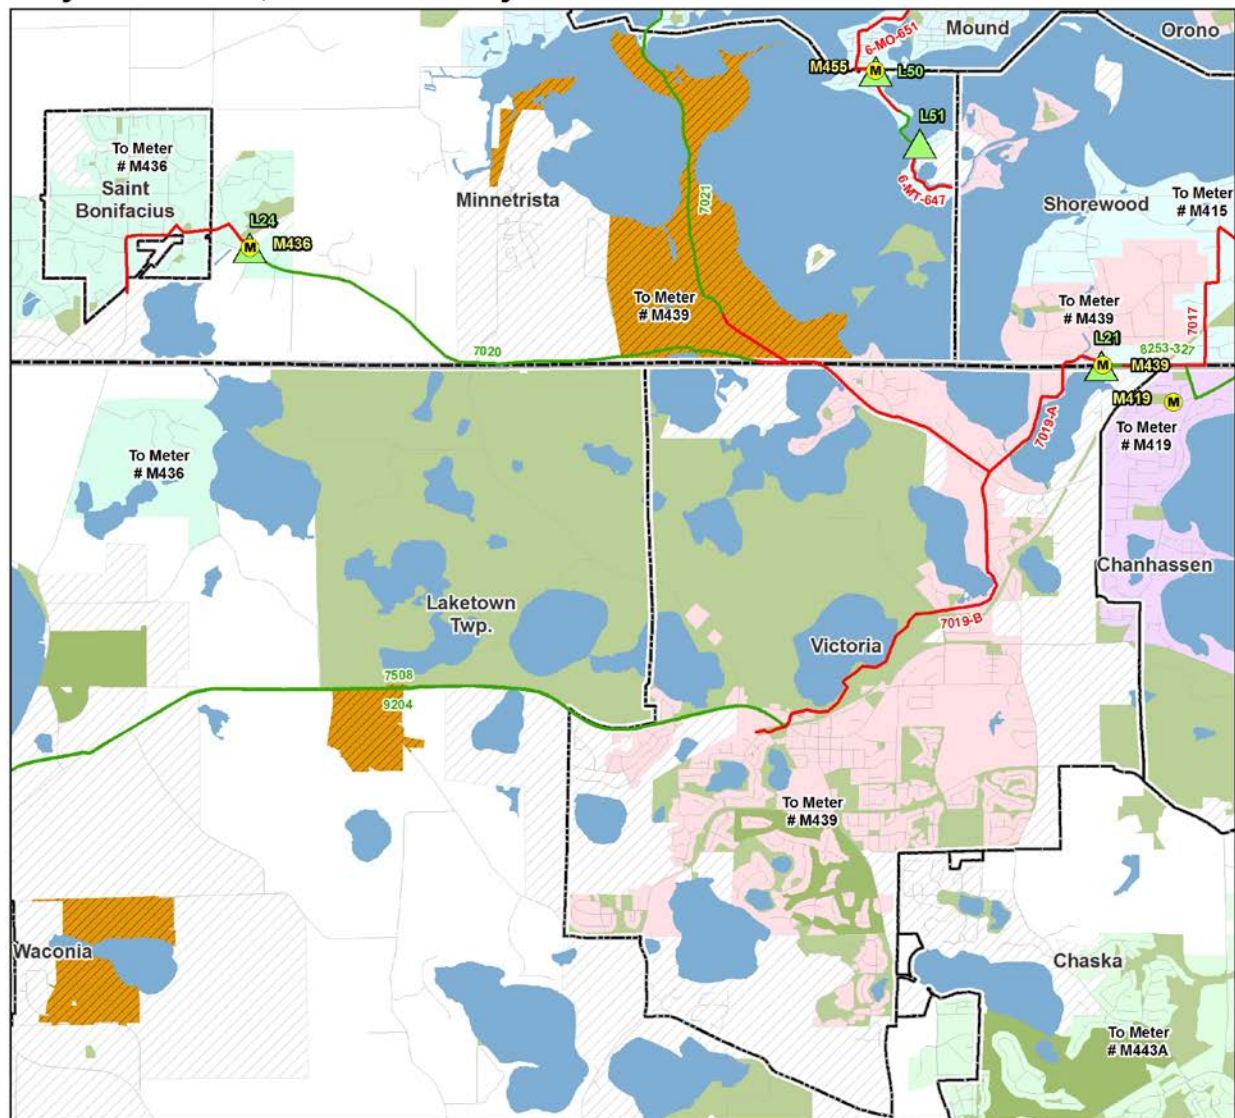 Mound
Orono
6-MO-651
M455
L50
L51
To Meter
# M436
Saint
Bonifacius
L24
M436
Minnetrista
7021
6-MT-647
Shorewood
To Meter
# M415
To Meter
# M439
To Meter
# M439
7017
L21
8253-327
7020
M439
M419
To Meter
# M419
7019-A
To Meter
# M436
Chanhassen
Laketown
Twp.
7019-B
Victoria
7508
9204
To Meter
# M439
Waconia
Chaska
To Meter
# M443A
M
M
M
M